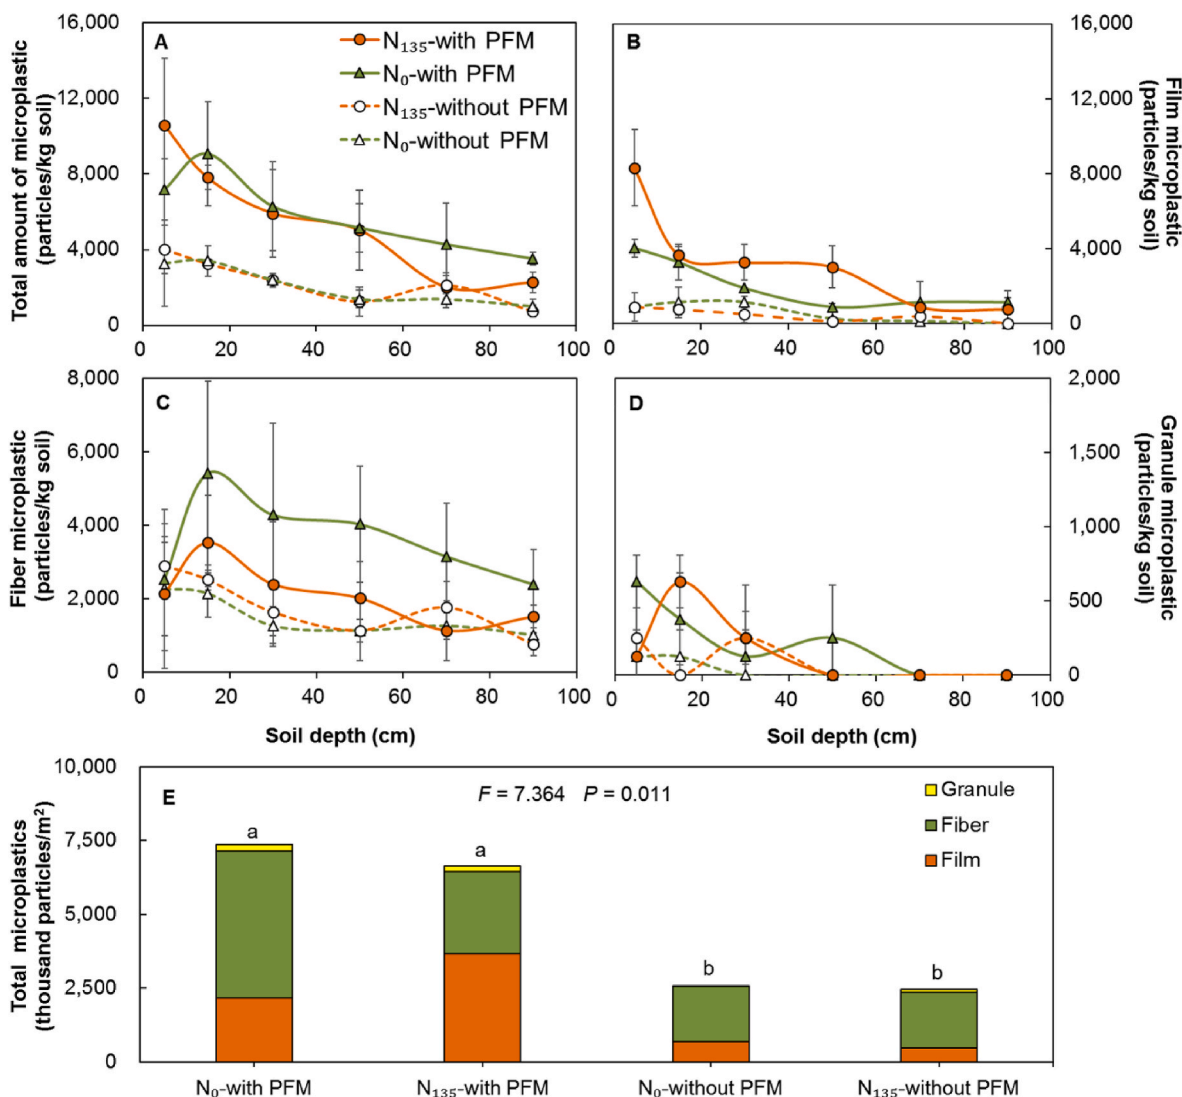 Total amount of microplastic
(particles/kg soil)
16,000
12,000
8,000
4,000
0
A
N₁₃₅-with PFM
N₀-with PFM
N₁₃₅-without PFM
N₀-without PFM
0 20 40 60 80 100
B
16,000
12,000
8,000
4,000
0
Film microplastic
(particles/kg soil)
0 20 40 60 80 100
Fiber microplastic
(particles/kg soil)
8,000
6,000
4,000
2,000
0
C
0 20 40 60 80 100
Soil depth (cm)
D
2,000
1,500
1,000
500
0
Granule microplastic
(particles/kg soil)
0 20 40 60 80 100
Soil depth (cm)
Total microplastics
(thousand particles/m²)
10,000
7,500
5,000
2,500
0
E
F = 7.364 P = 0.011
Granule
Fiber
Film
a
a
b
b
N₀-with PFM
N₁₃₅-with PFM
N₀-without PFM
N₁₃₅-without PFM